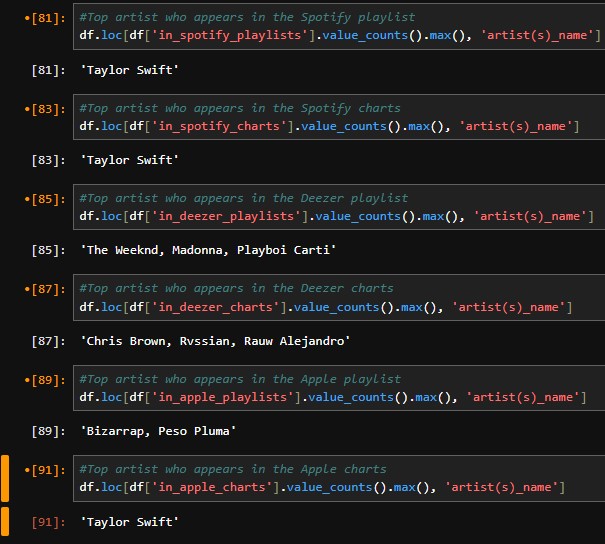 •[81]: #Top artist who appears in the Spotify playlist
df.loc[df['in_spotify_playlists'].value_counts().max(), 'artist(s)_name']
[81]: 'Taylor Swift'
•[83]: #Top artist who appears in the Spotify charts
df.loc[df['in_spotify_charts'].value_counts().max(), 'artist(s)_name']
[83]: 'Taylor Swift'
•[85]: #Top artist who appears in the Deezer playlist
df.loc[df['in_deezer_playlists'].value_counts().max(), 'artist(s)_name']
[85]: 'The Weeknd, Madonna, Playboi Carti'
•[87]: #Top artist who appears in the Deezer charts
df.loc[df['in_deezer_charts'].value_counts().max(), 'artist(s)_name']
[87]: 'Chris Brown, Rvssian, Rauw Alejandro'
•[89]: #Top artist who appears in the Apple playlist
df.loc[df['in_apple_playlists'].value_counts().max(), 'artist(s)_name']
[89]: 'Bizarrap, Peso Pluma'
•[91]: #Top artist who appears in the Apple charts
df.loc[df['in_apple_charts'].value_counts().max(), 'artist(s)_name']
[91]: 'Taylor Swift'